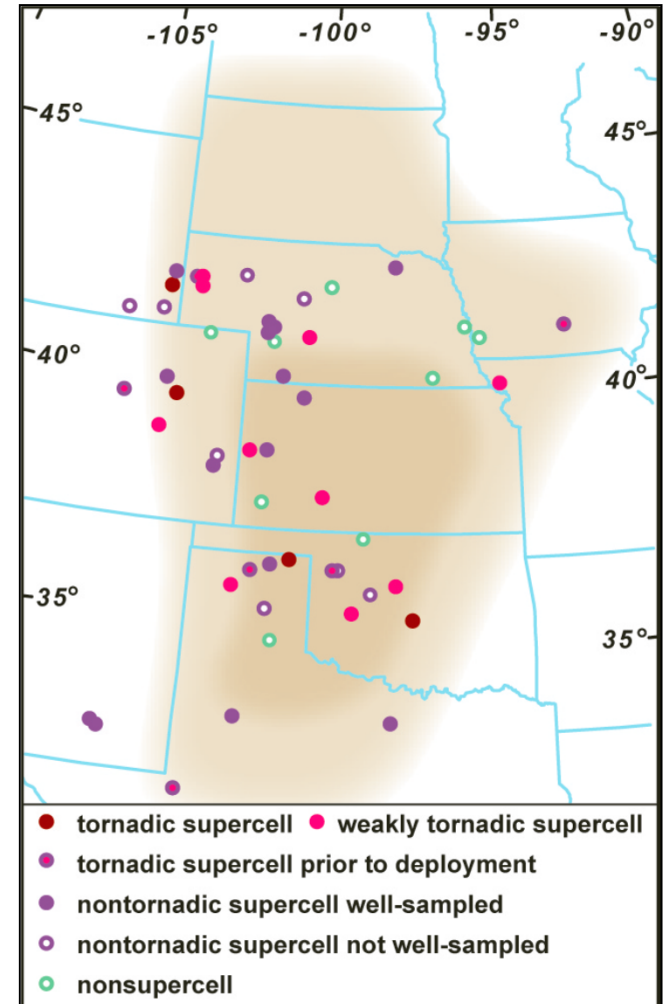 -105° -100° -95° -90°
45° 45°
40° 40°
35° 35°
tornadic supercell weakly tornadic supercell
tornadic supercell prior to deployment
nontornadic supercell well-sampled
nontornadic supercell not well-sampled
nonsupercell